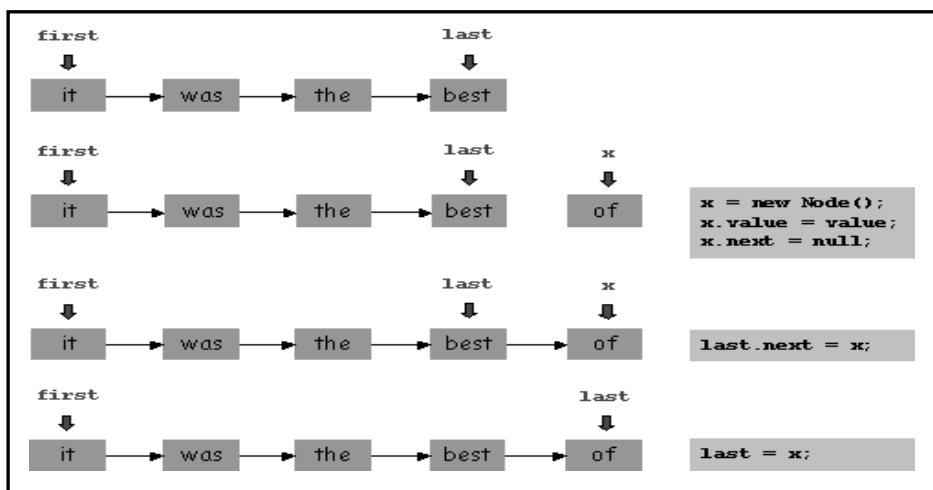 first last
it was the best
first last x
it was the best of
x = new Node();
x.value = value;
x.next = null;
first last x
it was the best of
last.next = x;
first last
it was the best of
last = x;